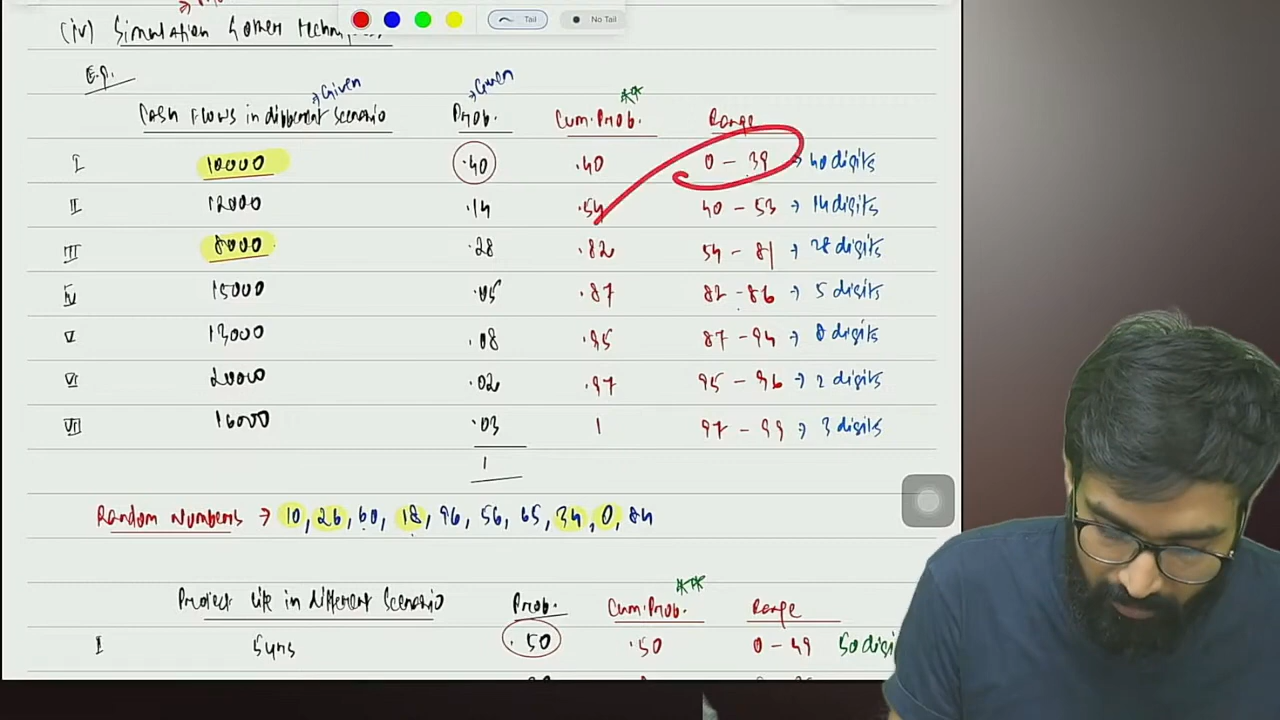 Tail No Tail
(iv) Simulation & other techniques
E.g.
→ Given → Given **
Cash Flows in different Scenario Prob. Cum. Prob. Range
I 10000 .40 .40 0 – 39 → 40 digits
II 12000 .14 .54 40 – 53 → 14 digits
III 8000 .28 .82 54 – 81 → 28 digits
IV 15000 .05 .87 82 – 86 → 5 digits
V 13000 .08 .95 87 – 94 → 8 digits
VI 20000 .02 .97 95 – 96 → 2 digits
VII 16000 .03 1 97 – 99 → 3 digits
1
Random Numbers → 10, 26, 60, 18, 96, 56, 65, 34, 0, 84
**
Project life in different Scenario Prob. Cum. Prob. Range
I 5yrs .50 .50 0 – 49 50 digi